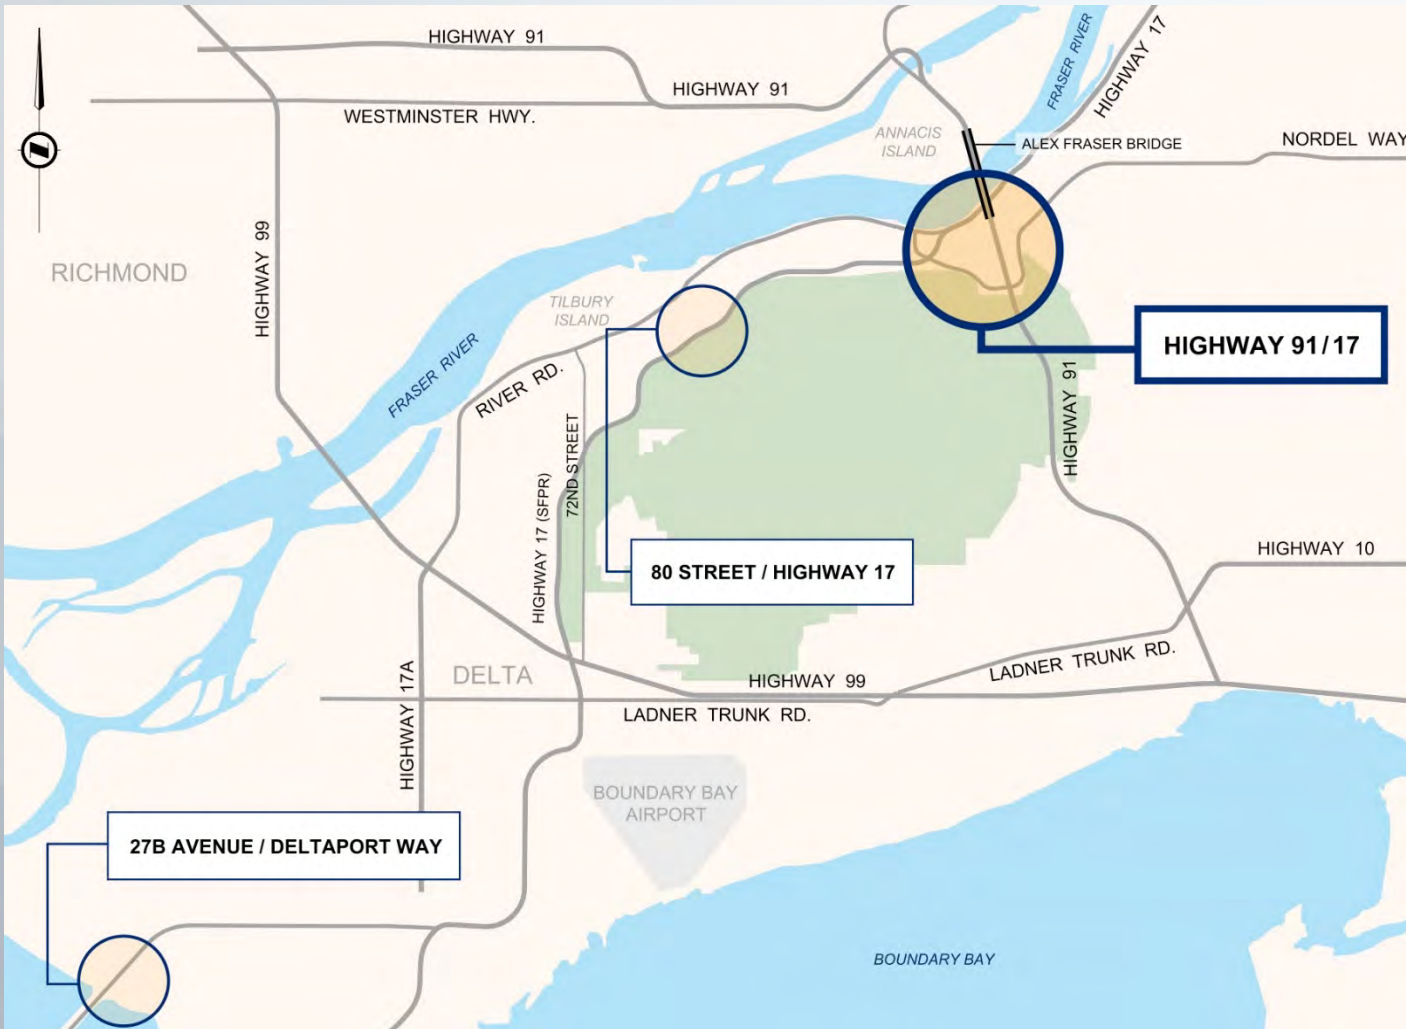 HIGHWAY 91
HIGHWAY 91
WESTMINSTER HWY.
FRASER RIVER
HIGHWAY 17
ANNACIS
ISLAND
ALEX FRASER BRIDGE
NORDEL WAY
HIGHWAY 99
RICHMOND
TILBURY
ISLAND
FRASER RIVER
RIVER RD.
HIGHWAY 91/17
HIGHWAY 91
72ND STREET
HIGHWAY 17 (SFPR)
80 STREET / HIGHWAY 17
HIGHWAY 10
LADNER TRUNK RD.
DELTA
HIGHWAY 99
LADNER TRUNK RD.
HIGHWAY 17A
BOUNDARY BAY
AIRPORT
27B AVENUE / DELTAPORT WAY
BOUNDARY BAY